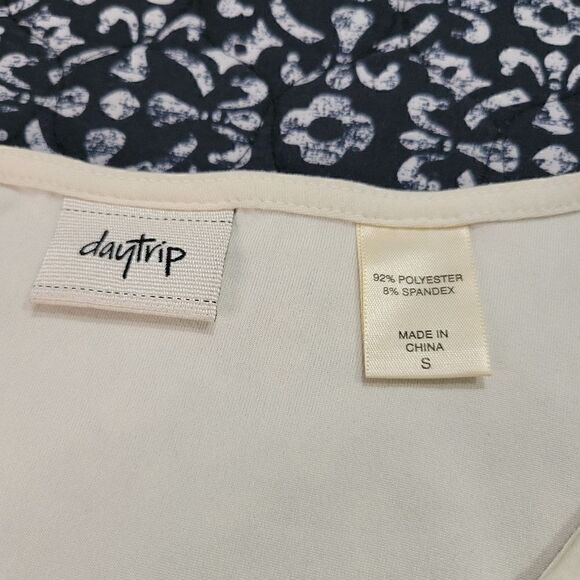 daytrip
92% POLYESTER
8% SPANDEX
MADE IN
CHINA
S